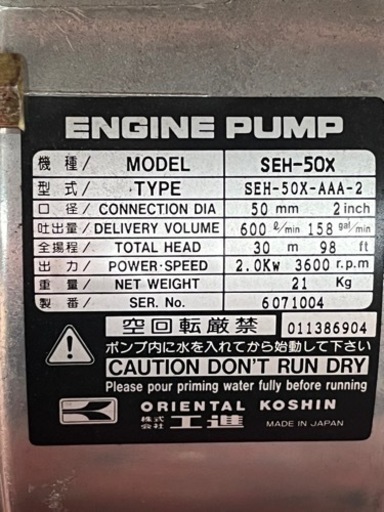 ENGINE PUMP
機種/ MODEL SEH-50X
型式/ TYPE SEH-50X-AAA-2
口径/ CONNECTION DIA 50 mm 2inch
吐出量/ DELIVERY VOLUME 600 ℓ/min 158 gal/min
全揚程/ TOTAL HEAD 30 m 98 ft
出力/ POWER·SPEED 2.0Kw 3600 r.p.m
重量/ NET WEIGHT 21 Kg
製番/ SER. No. 6071004
空回転厳禁 011386904
ポンプ内に水を入れてから始動して下さい
CAUTION DON'T RUN DRY
Please pour priming water fully before running
ORIENTAL KOSHIN
株式会社 工進 MADE IN JAPAN